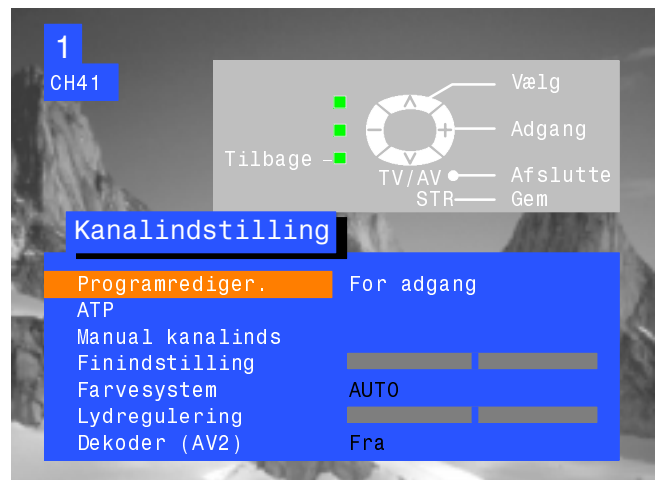 1
CH41
Vælg
Adgang
Tilbage
TV/AV Afslutte
STR Gem
Kanalindstilling
Programrediger. For adgang
ATP
Manual kanalinds
Finindstilling
Farvesystem AUTO
Lydregulering
Dekoder (AV2) Fra